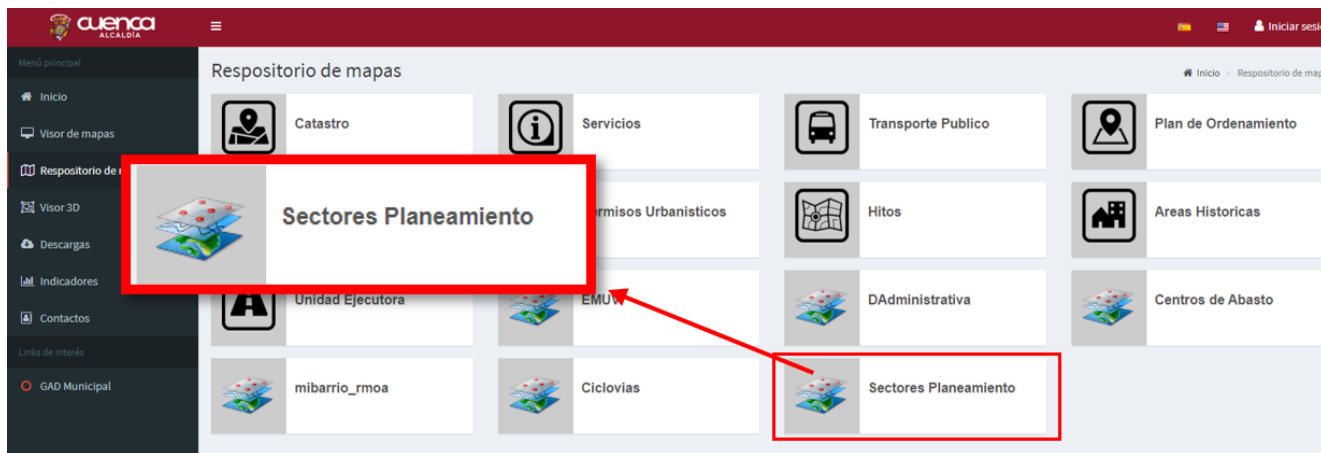 cuenca
ALCALDÍA
Iniciar sesi
Menú principal
Inicio
Visor de mapas
Respositorio de
Visor 3D
Descargas
Indicadores
Contactos
Links de interés
GAD Municipal
Respositorio de mapas
Inicio > Respositorio de map
Catastro
Servicios
Transporte Publico
Plan de Ordenamiento
Sectores Planeamiento
ermisos Urbanisticos
Hitos
Areas Historicas
Unidad Ejecutora
EMUV
DAdministrativa
Centros de Abasto
mibarrio_rmoa
Ciclovias
Sectores Planeamiento